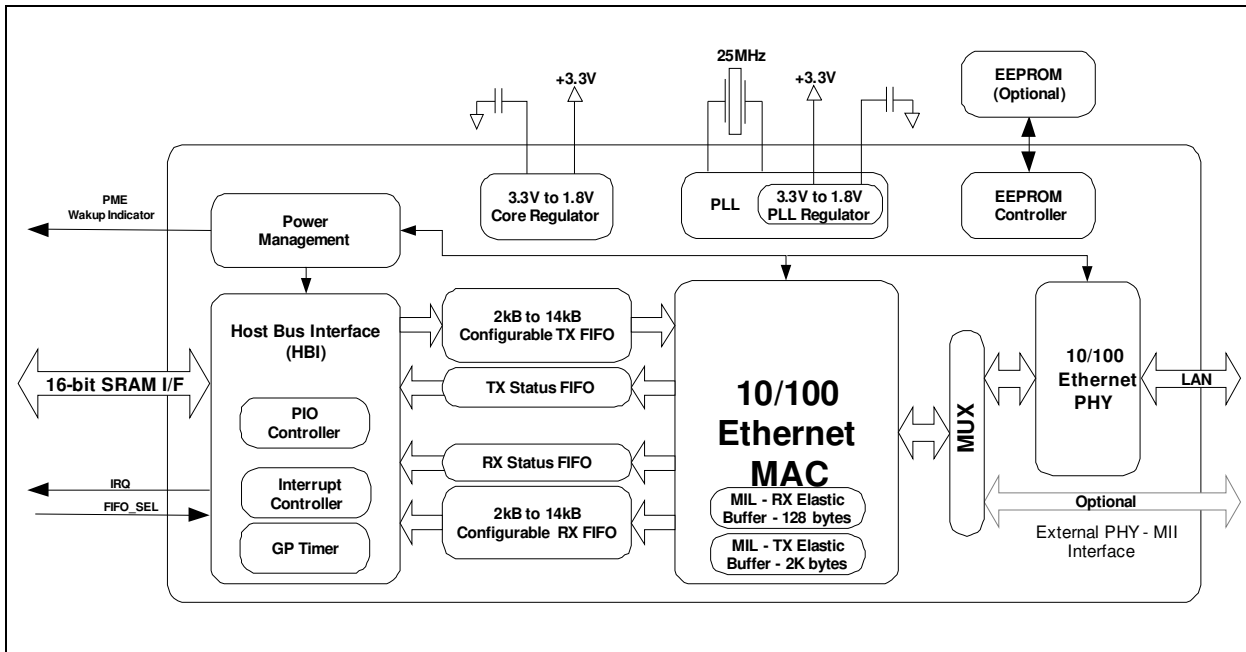 25MHz
+3.3V
+3.3V
EEPROM
(Optional)
3.3V to 1.8V
Core Regulator
PLL
3.3V to 1.8V
PLL Regulator
EEPROM
Controller
PME
Wakup Indicator
Power
Management
Host Bus Interface
(HBI)
2kB to 14kB
Configurable TX FIFO
16-bit SRAM I/F
TX Status FIFO
PIO
Controller
RX Status FIFO
IRQ
FIFO_SEL
Interrupt
Controller
GP Timer
2kB to 14kB
Configurable RX FIFO
10/100
Ethernet
MAC
MIL - RX Elastic
Buffer - 128 bytes
MIL - TX Elastic
Buffer - 2K bytes
MUX
10/100
Ethernet
PHY
LAN
Optional
External PHY - MII
Interface